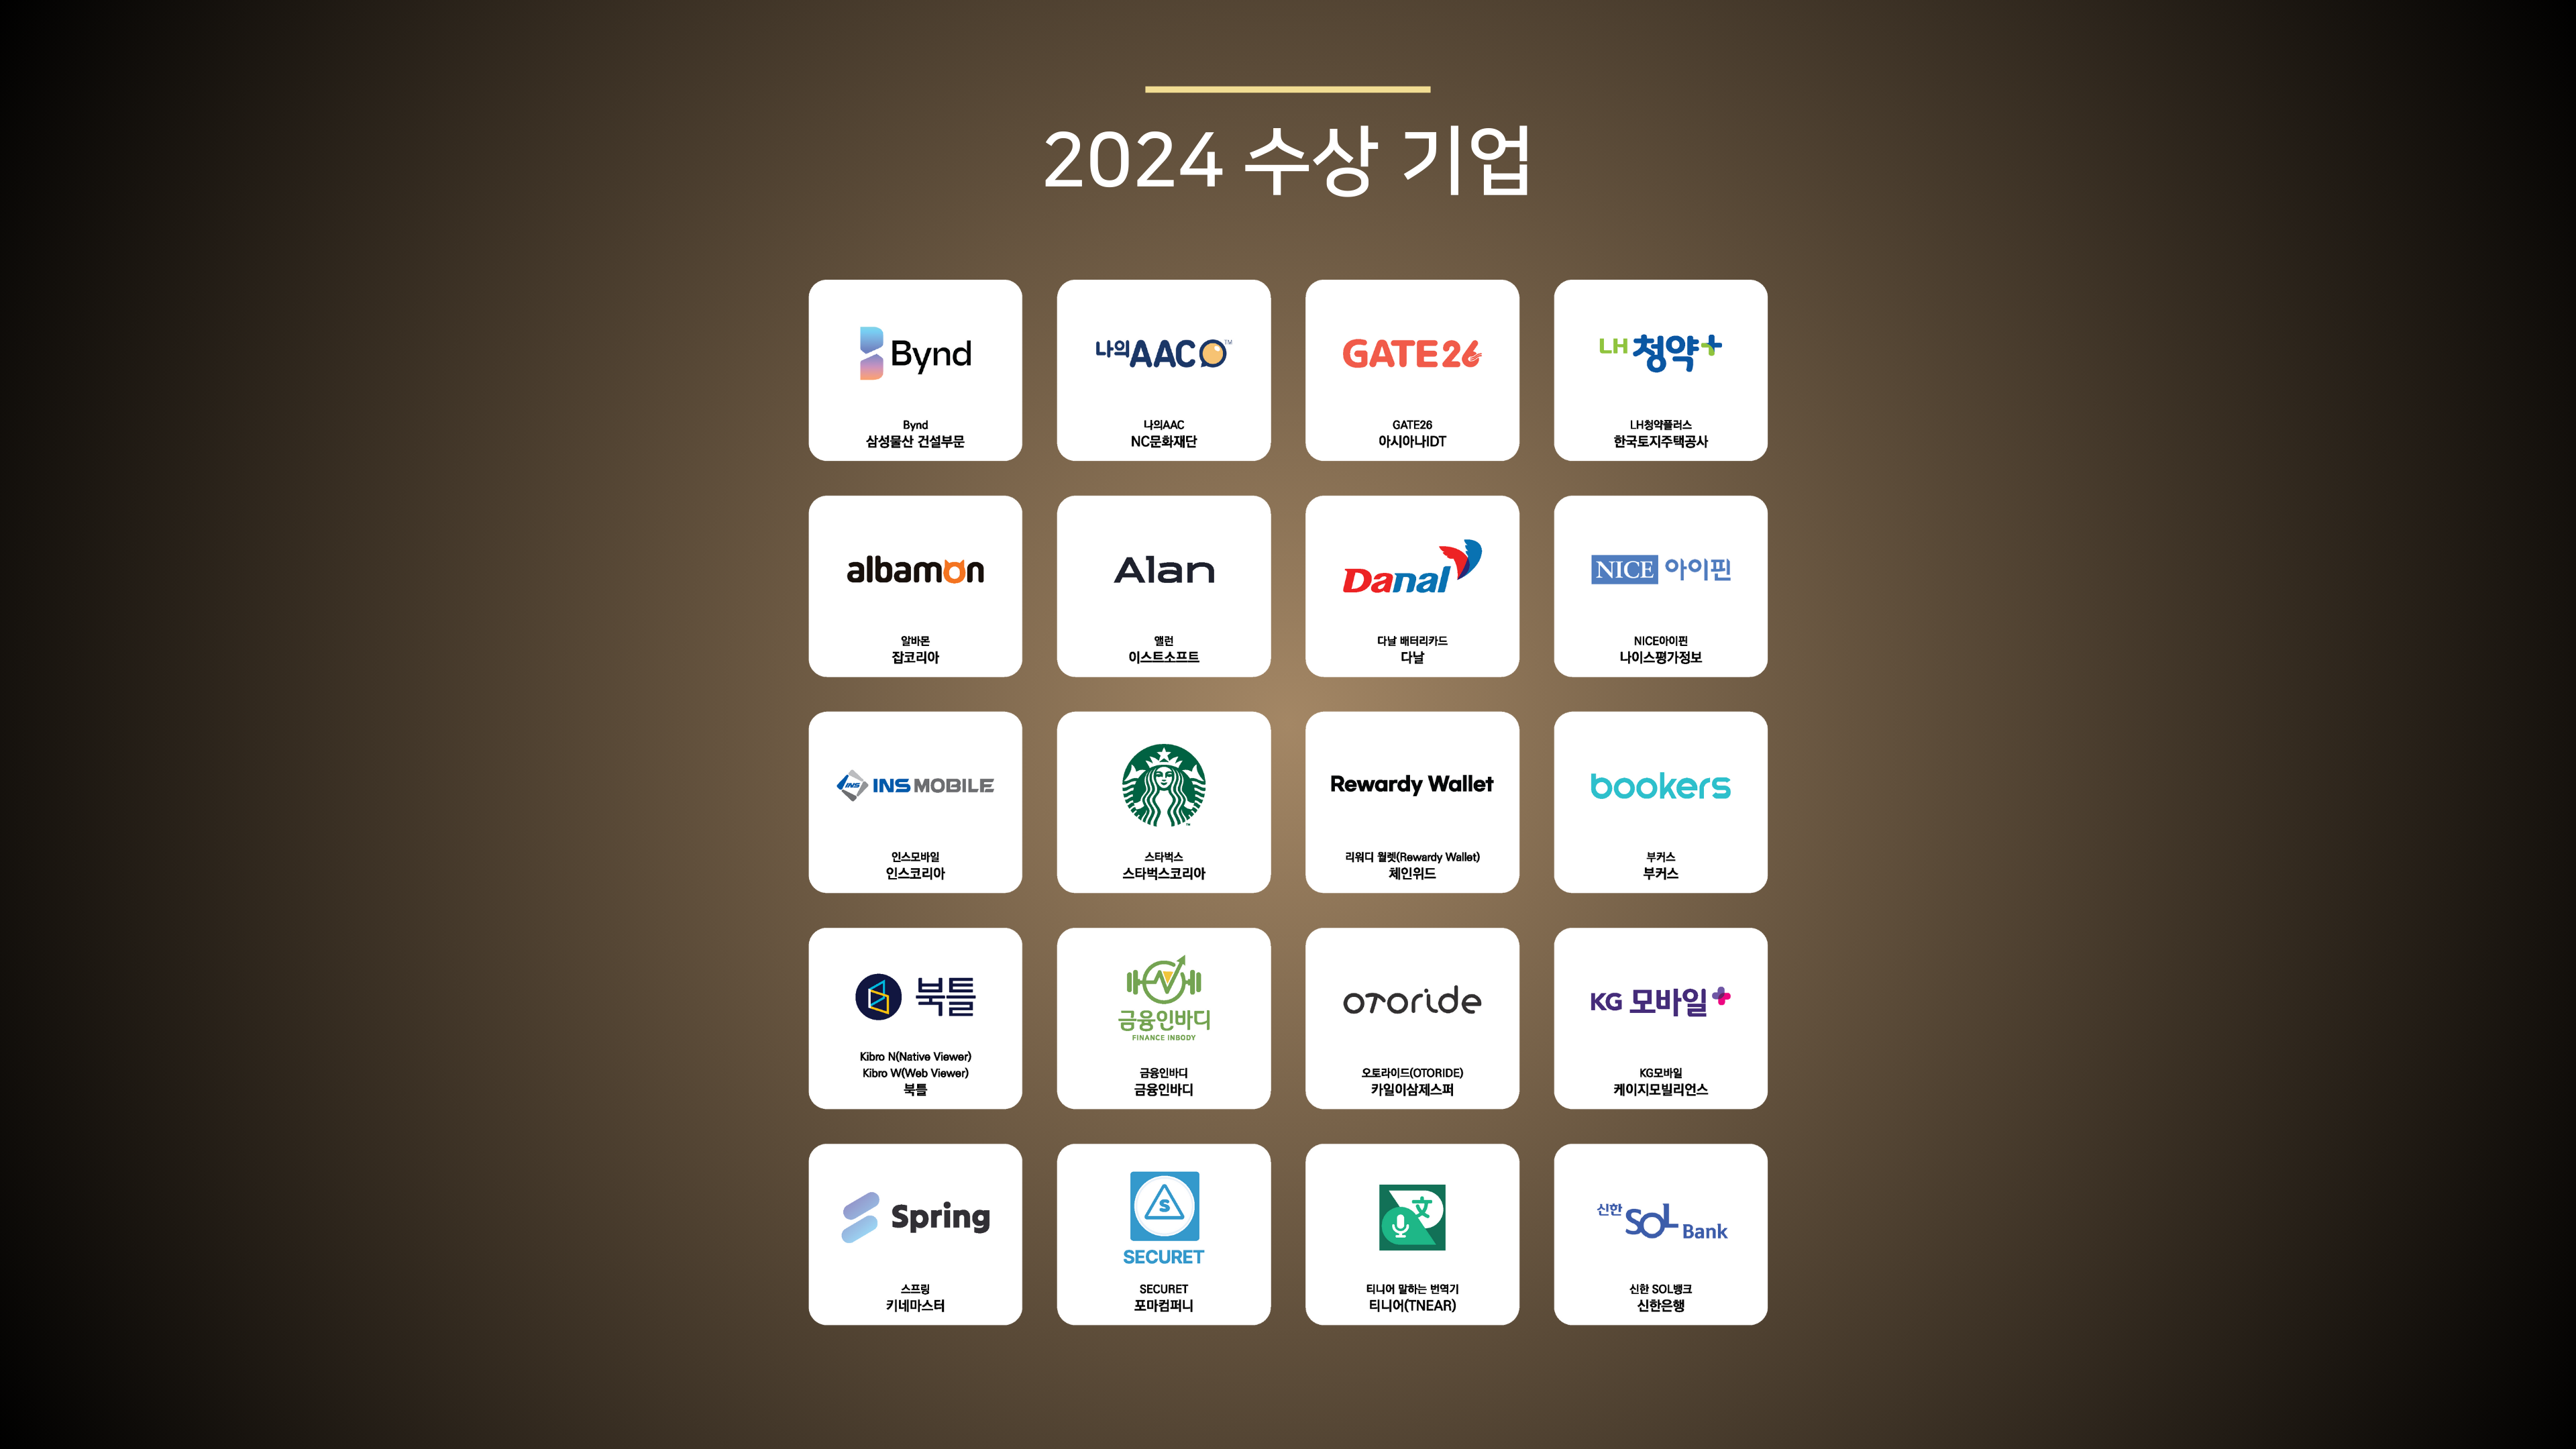 2024 수상 기업
Bynd
Bynd
삼성물산 건설부문
나의AAC
TM
나의AAC
NC문화재단
GATE26
GATE26
아시아나IDT
LH 청약+
LH청약플러스
한국토지주택공사
albamon
알바몬
잡코리아
Alan
앨런
이스트소프트
Danal
다날 배터리카드
다날
NICE 아이핀
NICE아이핀
나이스평가정보
INS INS MOBILE
인스모바일
인스코리아
TM
스타벅스
스타벅스코리아
Rewardy Wallet
리워디 월렛(Rewardy Wallet)
체인위드
bookers
부커스
부커스
북틀
Kibro N(Native Viewer)
Kibro W(Web Viewer)
북틀
금융인바디
FINANCE INBODY
금융인바디
금융인바디
OTORIDE
오토라이드(OTORIDE)
카일이삼제스퍼
KG 모바일
KG모바일
케이지모빌리언스
Spring
스프링
키네마스터
S
SECURET
SECURET
포마컴퍼니
文
티니어 말하는 번역기
티니어(TNEAR)
신한 SOL Bank
신한 SOL뱅크
신한은행